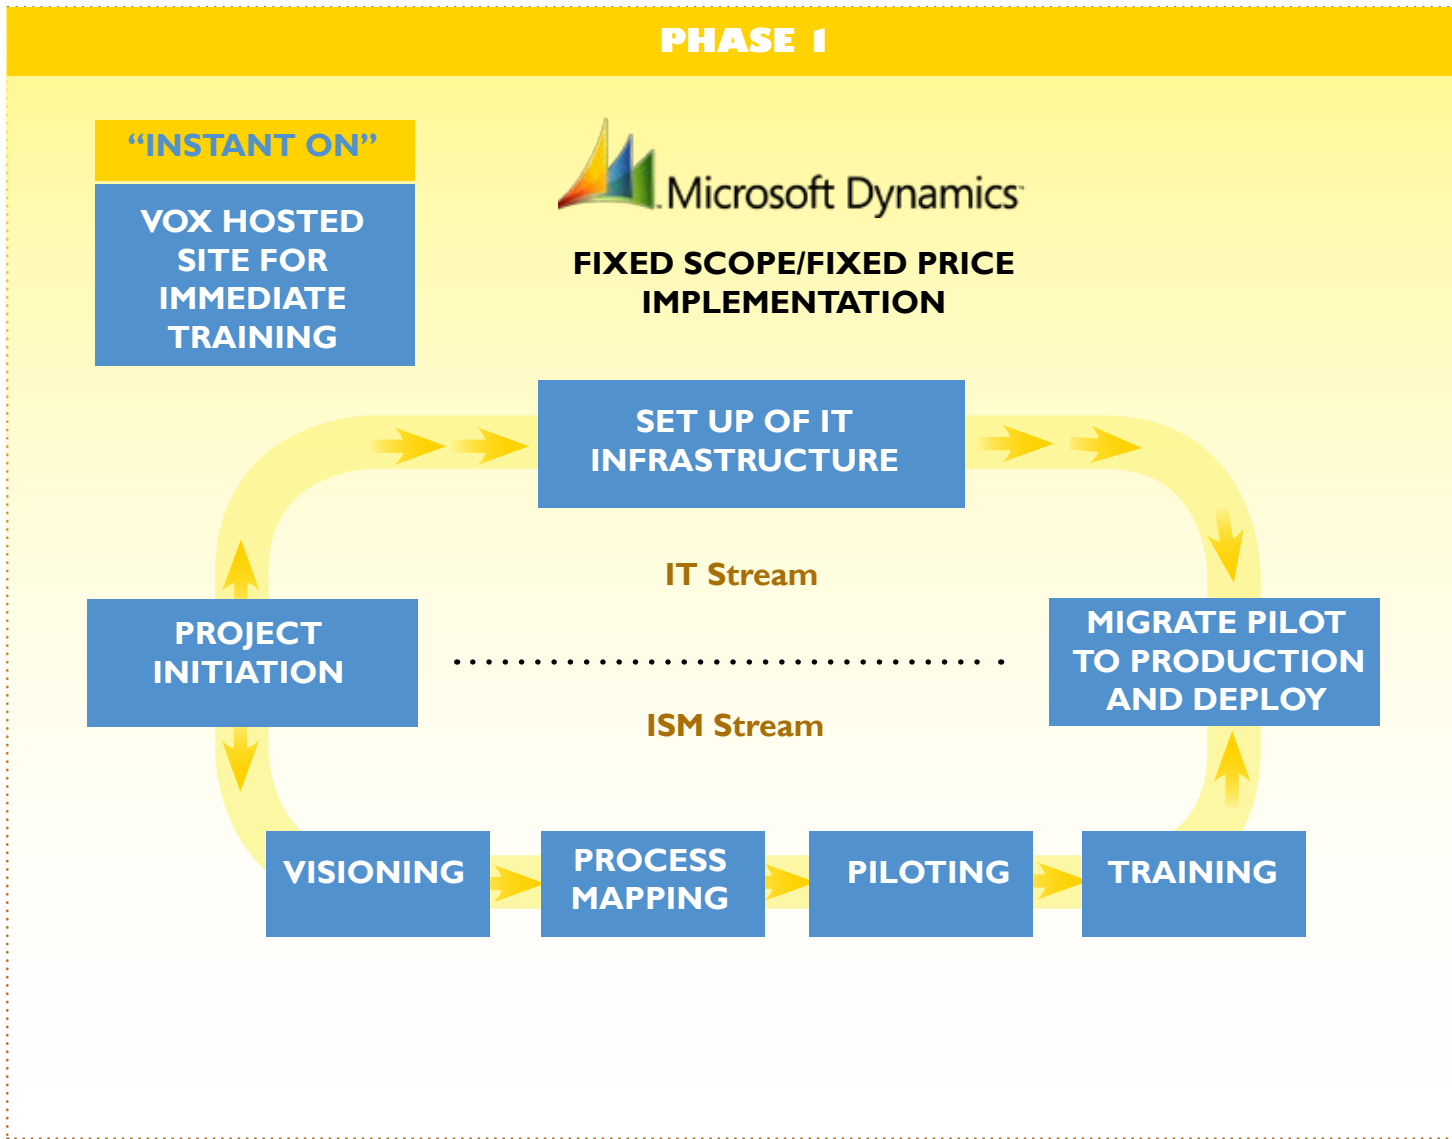 PHASE 1
“INSTANT ON”
VOX HOSTED
SITE FOR
IMMEDIATE
TRAINING
Microsoft Dynamics™
FIXED SCOPE/FIXED PRICE
IMPLEMENTATION
SET UP OF IT
INFRASTRUCTURE
IT Stream
PROJECT
INITIATION
MIGRATE PILOT
TO PRODUCTION
AND DEPLOY
ISM Stream
VISIONING
PROCESS
MAPPING
PILOTING
TRAINING